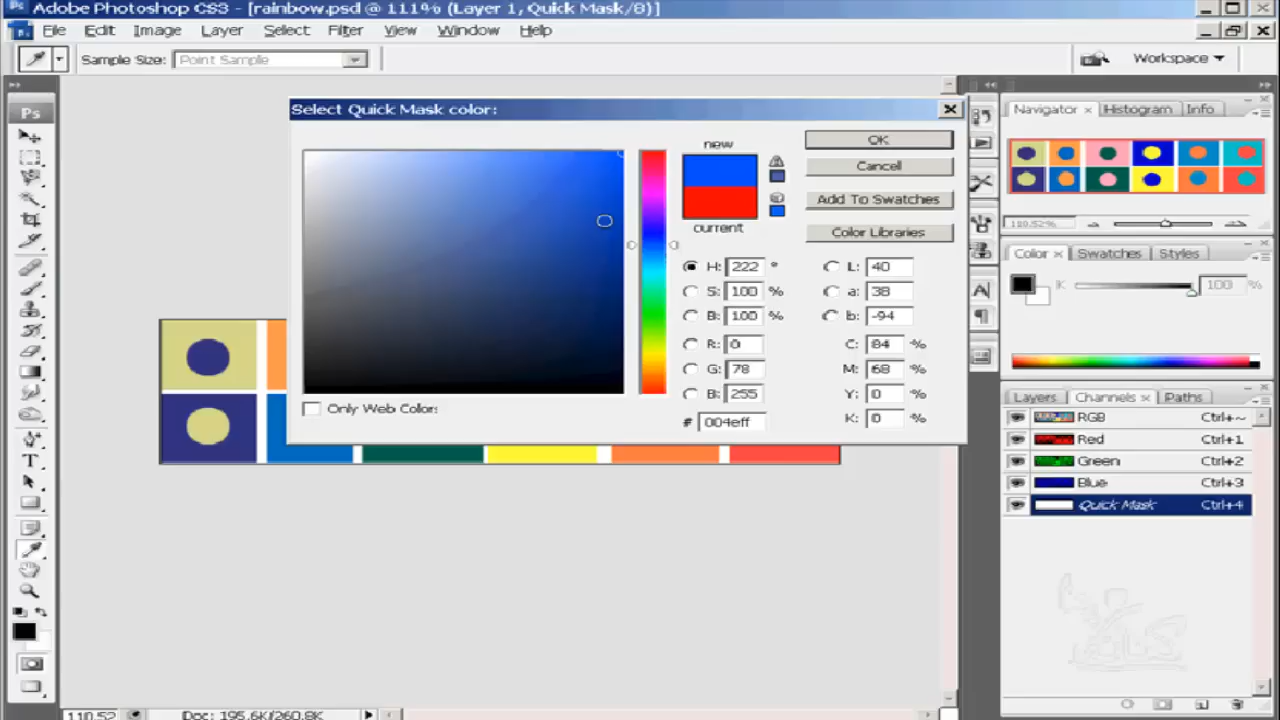 Adobe Photoshop CS3 - [rainbow.psd @ 111% (Layer 1, Quick Mask/8)]
File Edit Image Layer Select Filter View Window Help
Sample Size: Point Sample
Workspace
Ps
Select Quick Mask color:
new
current
OK
Cancel
Add To Swatches
Color Libraries
H: 222 °
S: 100 %
B: 100 %
R: 0
G: 78
B: 255
# 004eff
L: 40
a: 38
b: -94
C: 84 %
M: 68 %
Y: 0 %
K: 0 %
Only Web Color:
Navigator × Histogram Info
110.52%
Color × Swatches Styles
K 100 %
Layers Channels × Paths
RGB Ctrl+~
Red Ctrl+1
Green Ctrl+2
Blue Ctrl+3
Quick Mask Ctrl+4
110.52 Doc: 195.6K/260.8K